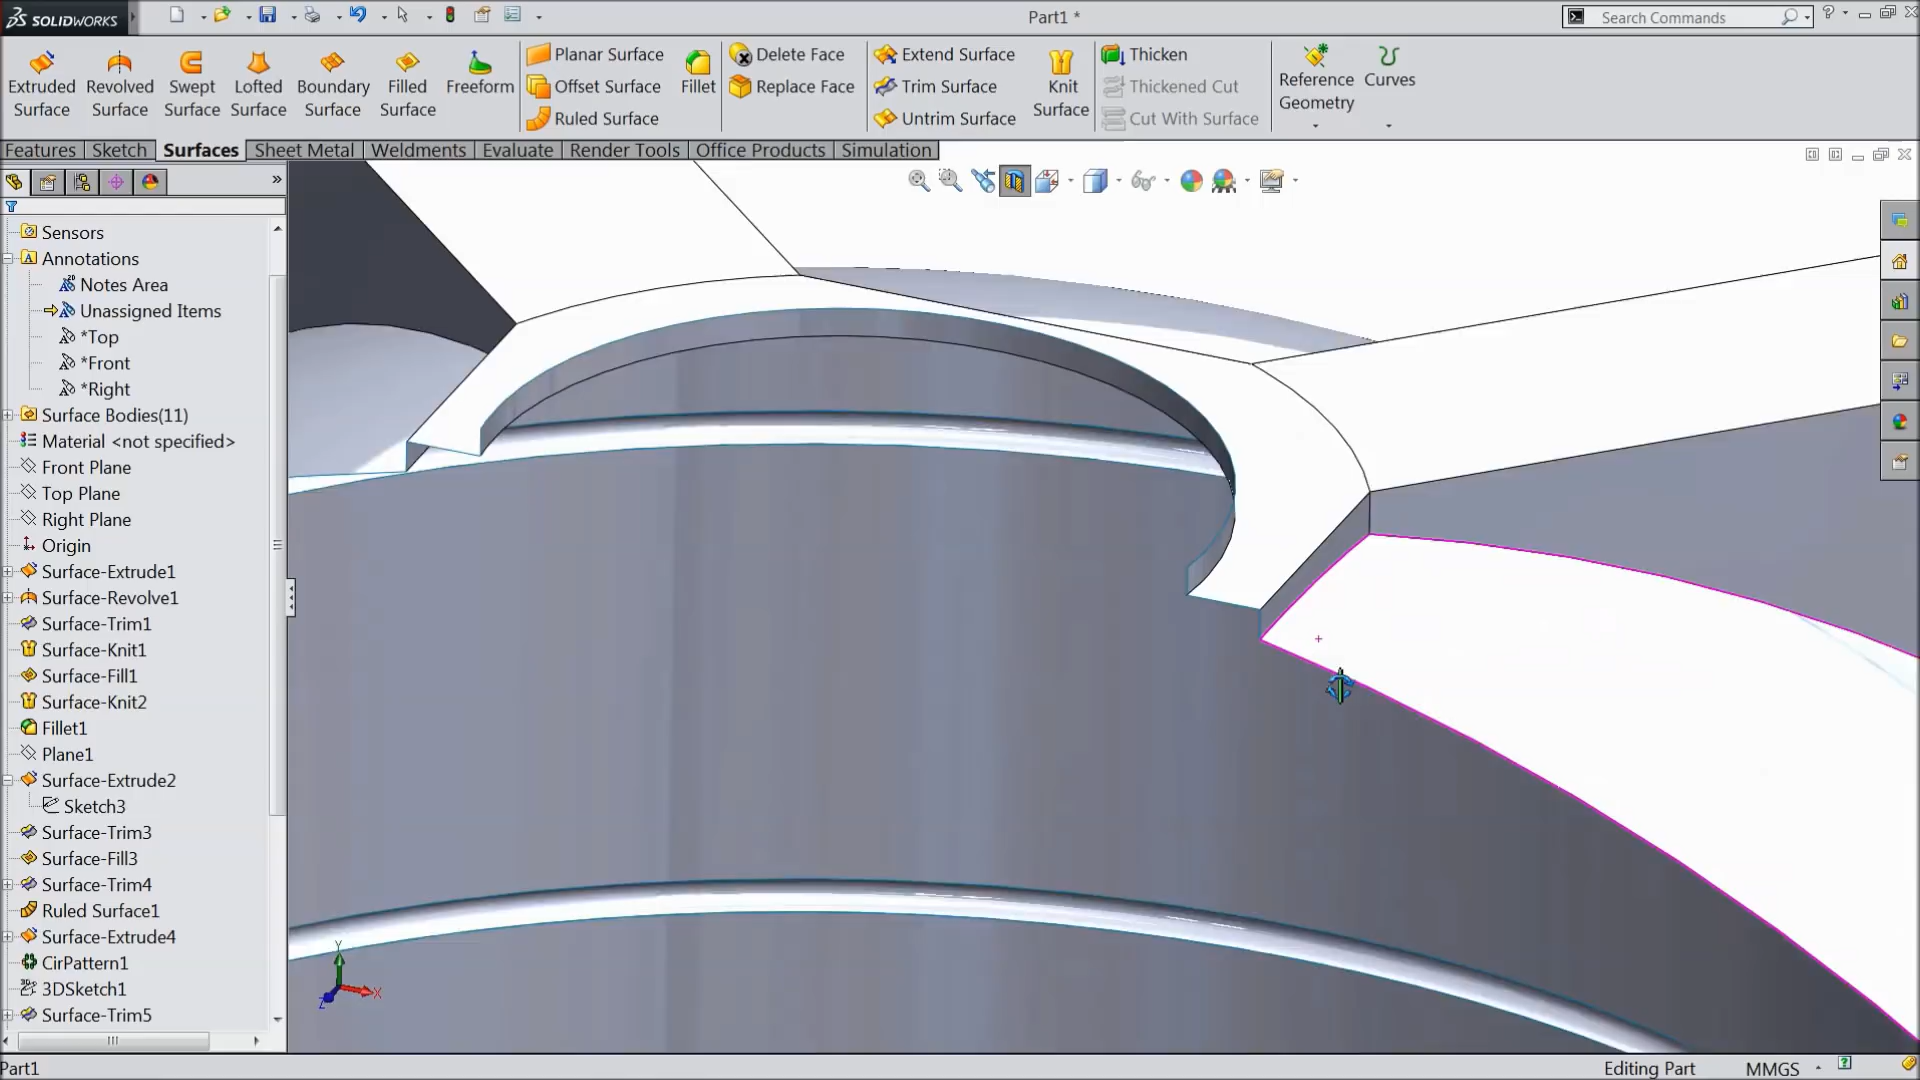 SOLIDWORKS
Part1 *
Search Commands
Extruded Surface
Revolved Surface
Swept Surface
Lofted Surface
Boundary Surface
Filled Surface
Freeform
Planar Surface
Offset Surface
Ruled Surface
Fillet
Delete Face
Replace Face
Extend Surface
Trim Surface
Untrim Surface
Knit Surface
Thicken
Thickened Cut
Cut With Surface
Reference Geometry
Curves
Features
Sketch
Surfaces
Sheet Metal
Weldments
Evaluate
Render Tools
Office Products
Simulation
Sensors
Annotations
Notes Area
Unassigned Items
*Top
*Front
*Right
Surface Bodies(11)
Material <not specified>
Front Plane
Top Plane
Right Plane
Origin
Surface-Extrude1
Surface-Revolve1
Surface-Trim1
Surface-Knit1
Surface-Fill1
Surface-Knit2
Fillet1
Plane1
Surface-Extrude2
Sketch3
Surface-Trim3
Surface-Fill3
Surface-Trim4
Ruled Surface1
Surface-Extrude4
CirPattern1
3DSketch1
Surface-Trim5
Y
X
Z
Part1
Editing Part
MMGS